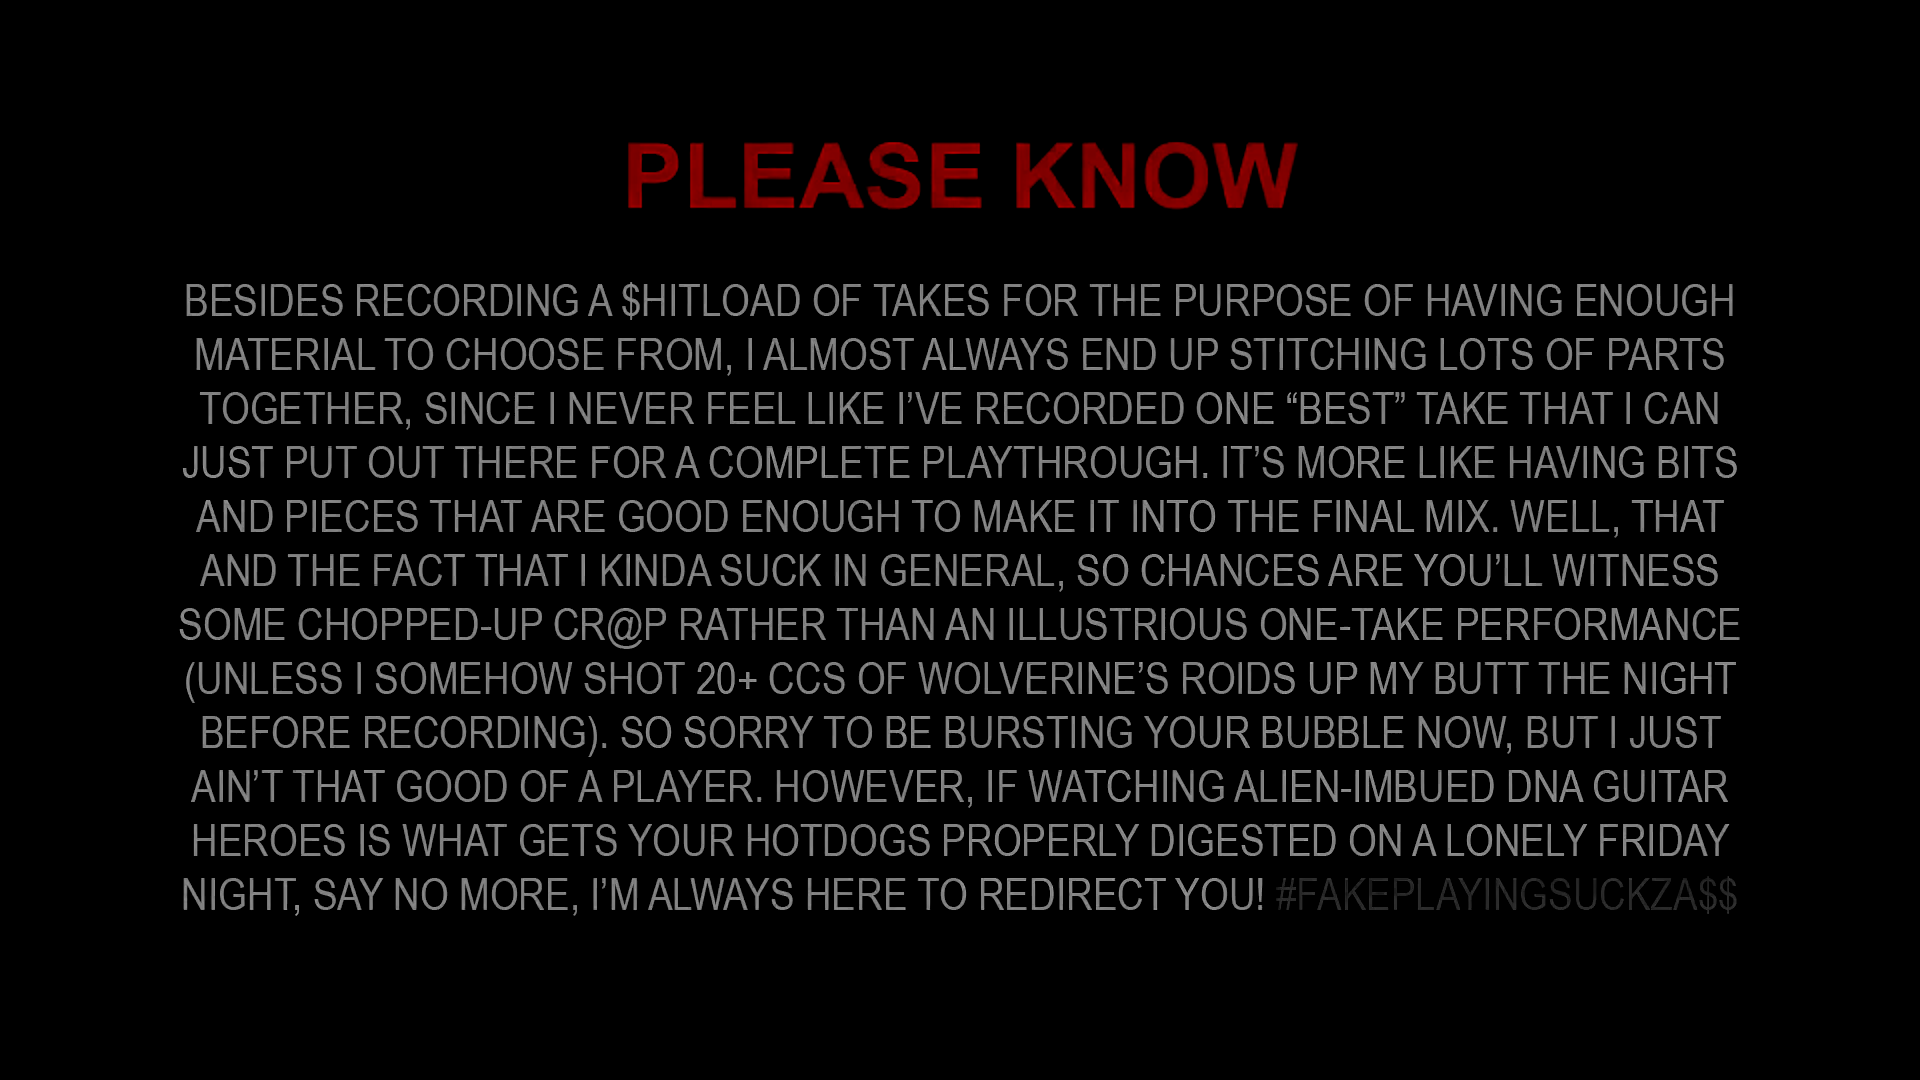 PLEASE KNOW
BESIDES RECORDING A $HITLOAD OF TAKES FOR THE PURPOSE OF HAVING ENOUGH
MATERIAL TO CHOOSE FROM, I ALMOST ALWAYS END UP STITCHING LOTS OF PARTS
TOGETHER, SINCE I NEVER FEEL LIKE I’VE RECORDED ONE “BEST” TAKE THAT I CAN
JUST PUT OUT THERE FOR A COMPLETE PLAYTHROUGH. IT’S MORE LIKE HAVING BITS
AND PIECES THAT ARE GOOD ENOUGH TO MAKE IT INTO THE FINAL MIX. WELL, THAT
AND THE FACT THAT I KINDA SUCK IN GENERAL, SO CHANCES ARE YOU’LL WITNESS
SOME CHOPPED-UP CR@P RATHER THAN AN ILLUSTRIOUS ONE-TAKE PERFORMANCE
(UNLESS I SOMEHOW SHOT 20+ CCS OF WOLVERINE’S ROIDS UP MY BUTT THE NIGHT
BEFORE RECORDING). SO SORRY TO BE BURSTING YOUR BUBBLE NOW, BUT I JUST
AIN’T THAT GOOD OF A PLAYER. HOWEVER, IF WATCHING ALIEN-IMBUED DNA GUITAR
HEROES IS WHAT GETS YOUR HOTDOGS PROPERLY DIGESTED ON A LONELY FRIDAY
NIGHT, SAY NO MORE, I’M ALWAYS HERE TO REDIRECT YOU! #FAKEPLAYINGSUCKZA$$